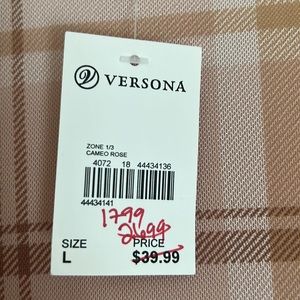 VERSONA
ZONE 1/3
CAMEO ROSE
4072 18 44434136
44434141
1799
2699
SIZE PRICE
L $39.99